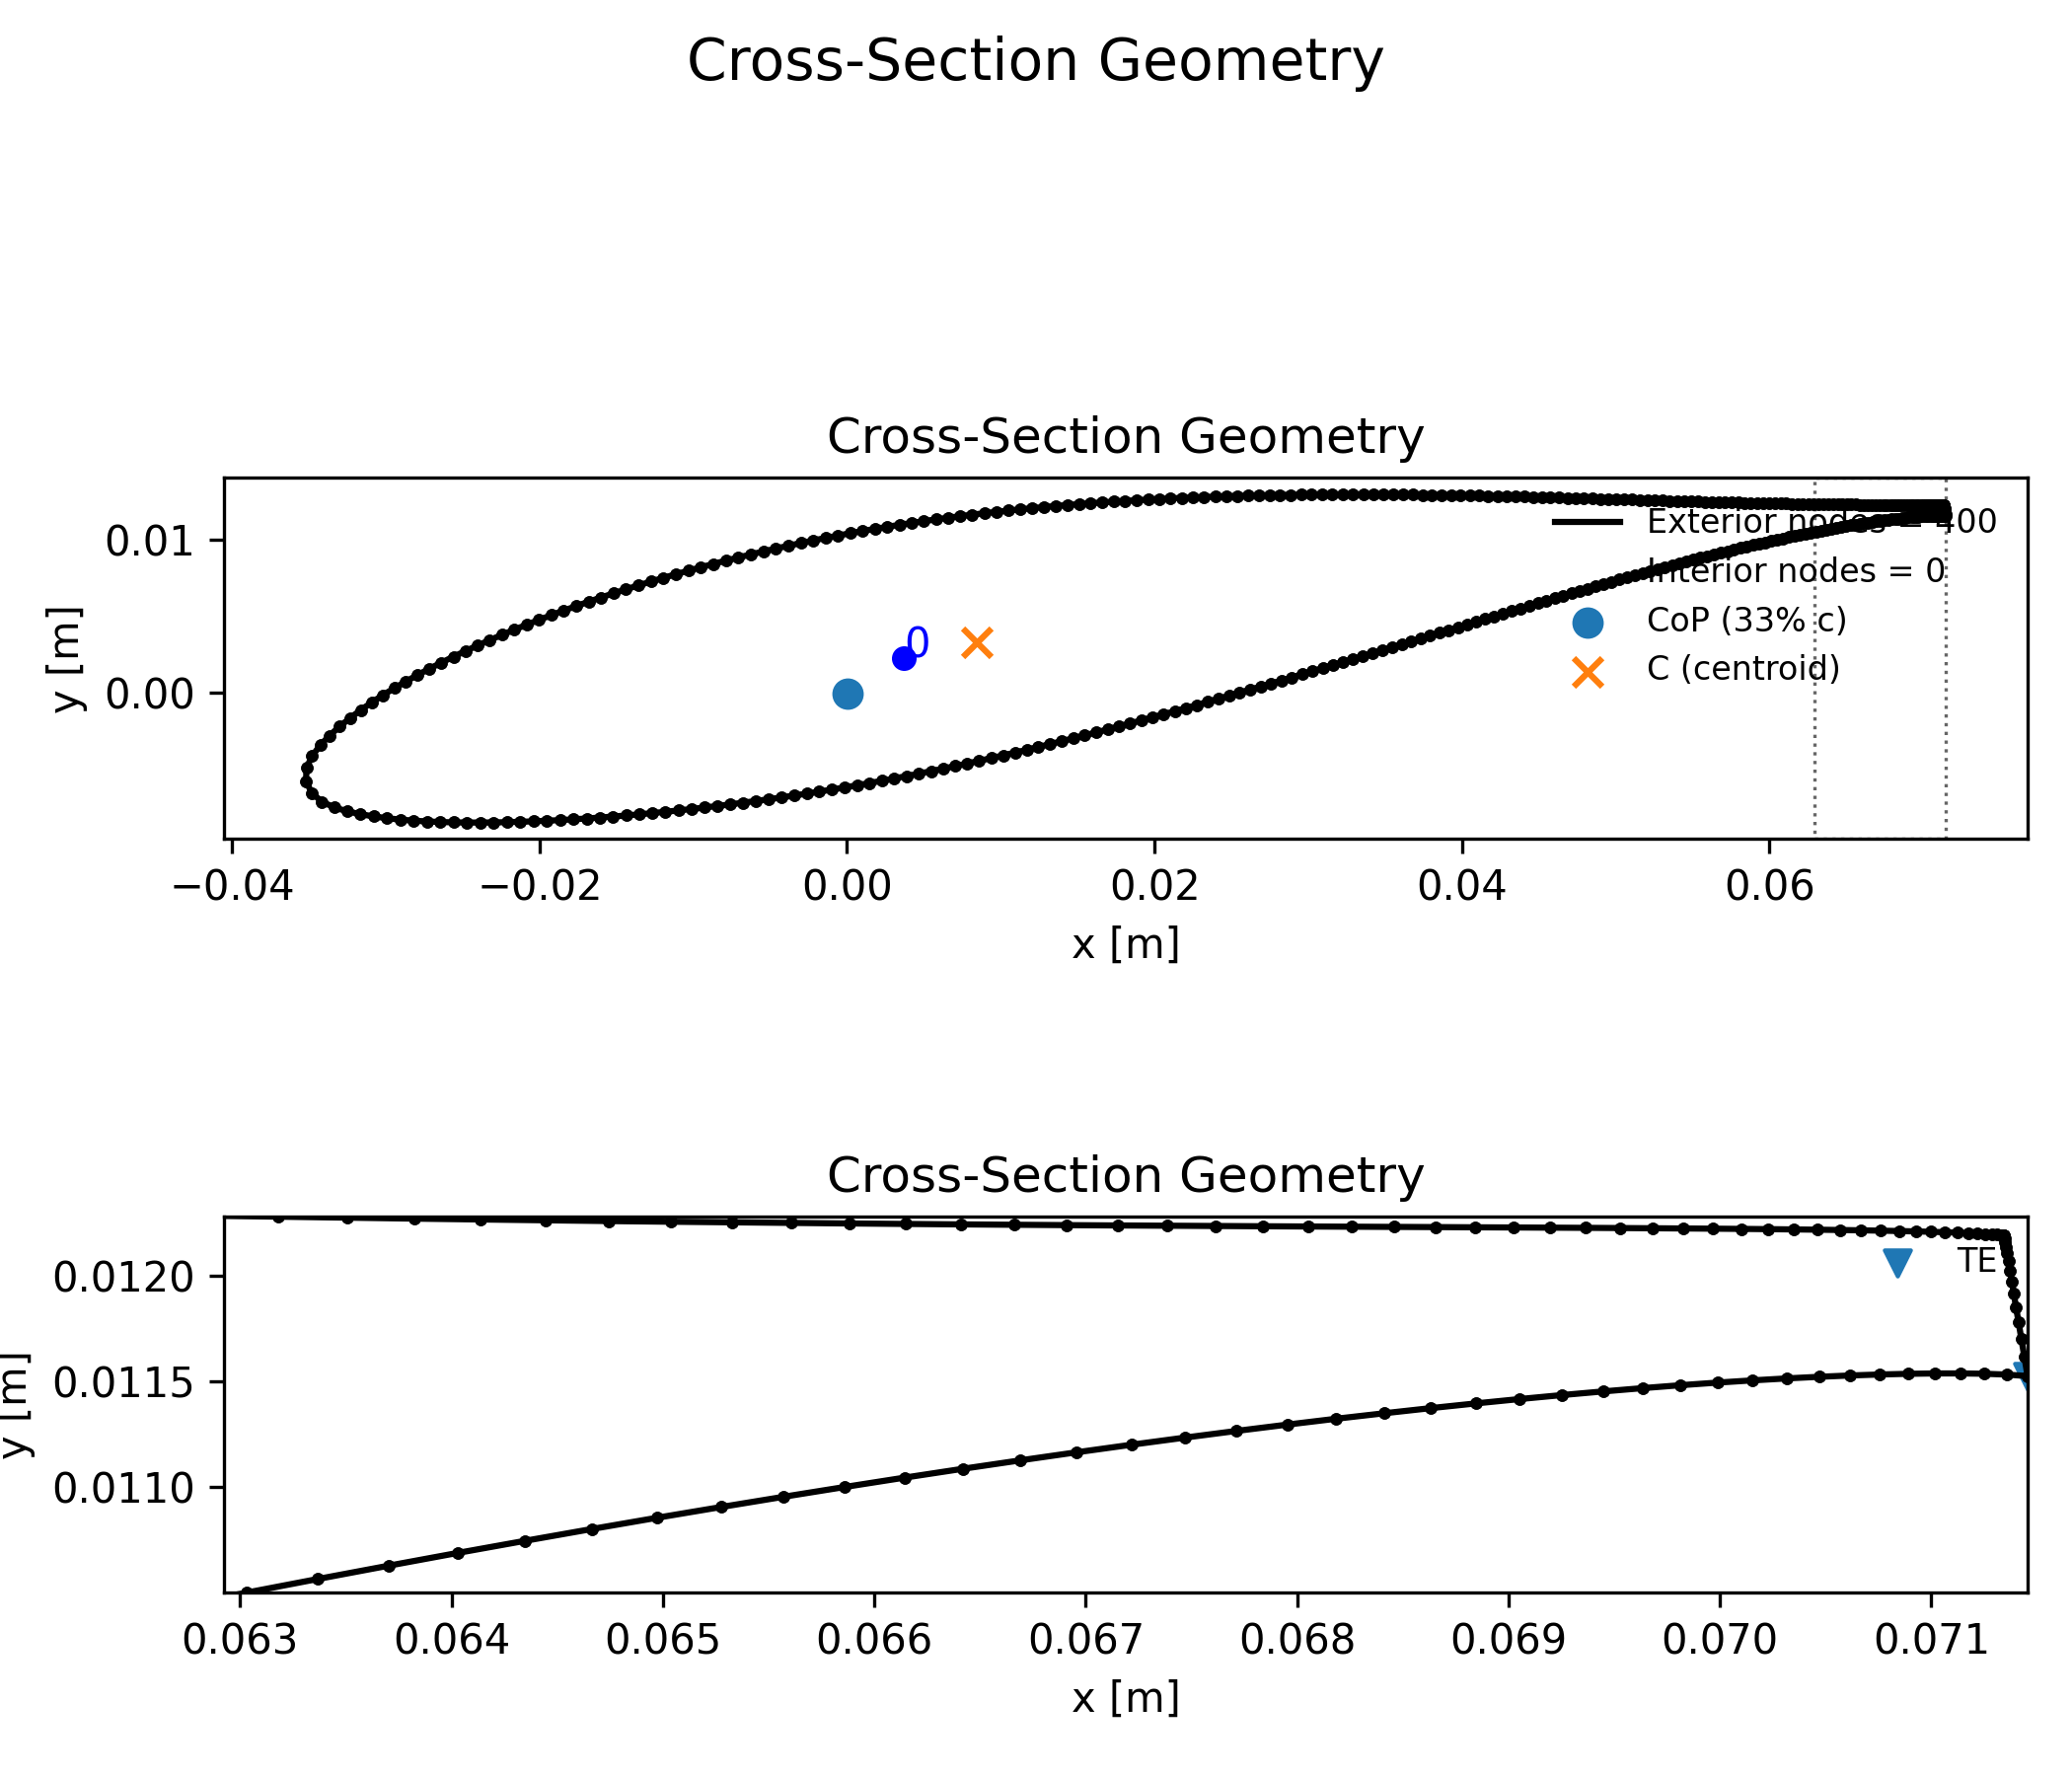 Cross-Section Geometry
Cross-Section Geometry
0.01
0.00
y [m]
0
Exterior nodes = 400
Interior nodes = 0
CoP (33% c)
C (centroid)
−0.04 −0.02 0.00 0.02 0.04 0.06
x [m]
Cross-Section Geometry
0.0120
0.0115
0.0110
y [m]
TE
0.063 0.064 0.065 0.066 0.067 0.068 0.069 0.070 0.071
x [m]